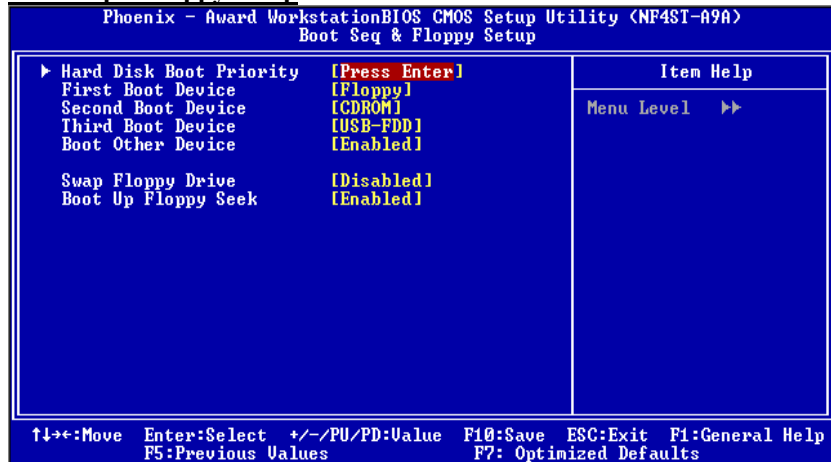 Phoenix - Award WorkstationBIOS CMOS Setup Utility (NF4ST-A9A)
Boot Seq & Floppy Setup
▶ Hard Disk Boot Priority [Press Enter]
First Boot Device [Floppy]
Second Boot Device [CDROM]
Third Boot Device [USB-FDD]
Boot Other Device [Enabled]
Swap Floppy Drive [Disabled]
Boot Up Floppy Seek [Enabled]
Item Help
Menu Level ▶▶
↑↓→←:Move Enter:Select +/-/PU/PD:Value F10:Save ESC:Exit F1:General Help
F5:Previous Values F7: Optimized Defaults